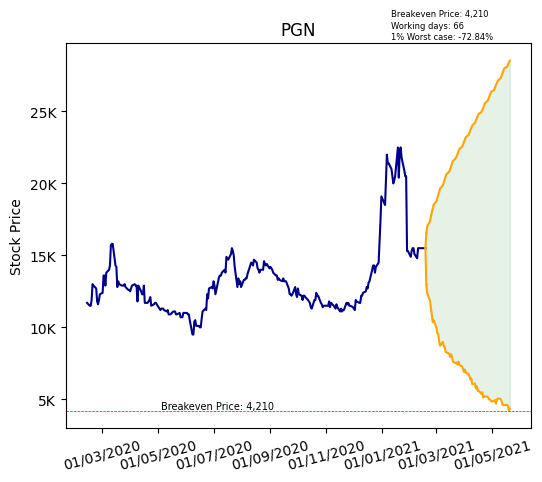 Breakeven Price: 4,210
Working days: 66
1% Worst case: -72.84%
PGN
Stock Price
25K
20K
15K
10K
5K
Breakeven Price: 4,210
01/03/2020
01/05/2020
01/07/2020
01/09/2020
01/11/2020
01/01/2021
01/03/2021
01/05/2021